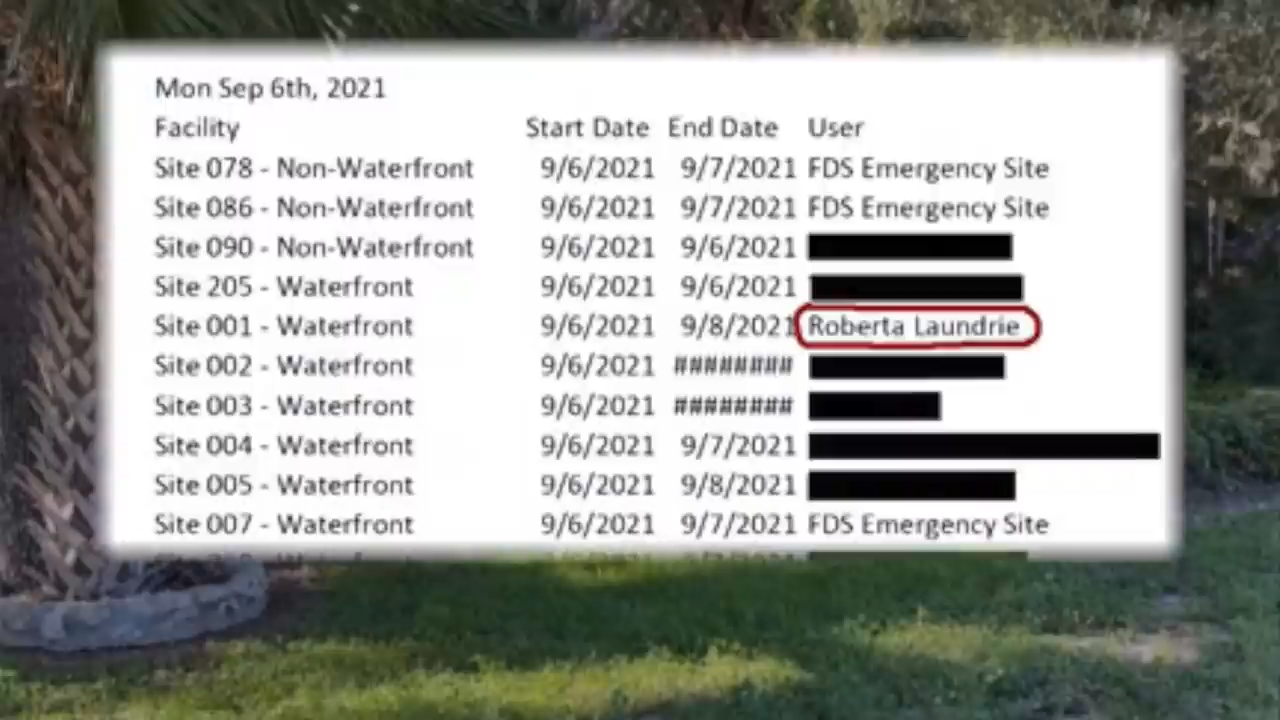 Mon Sep 6th, 2021
Facility Start Date End Date User
Site 078 - Non-Waterfront 9/6/2021 9/7/2021 FDS Emergency Site
Site 086 - Non-Waterfront 9/6/2021 9/7/2021 FDS Emergency Site
Site 090 - Non-Waterfront 9/6/2021 9/6/2021
Site 205 - Waterfront 9/6/2021 9/6/2021
Site 001 - Waterfront 9/6/2021 9/8/2021 Roberta Laundrie
Site 002 - Waterfront 9/6/2021 ########
Site 003 - Waterfront 9/6/2021 ########
Site 004 - Waterfront 9/6/2021 9/7/2021
Site 005 - Waterfront 9/6/2021 9/8/2021
Site 007 - Waterfront 9/6/2021 9/7/2021 FDS Emergency Site